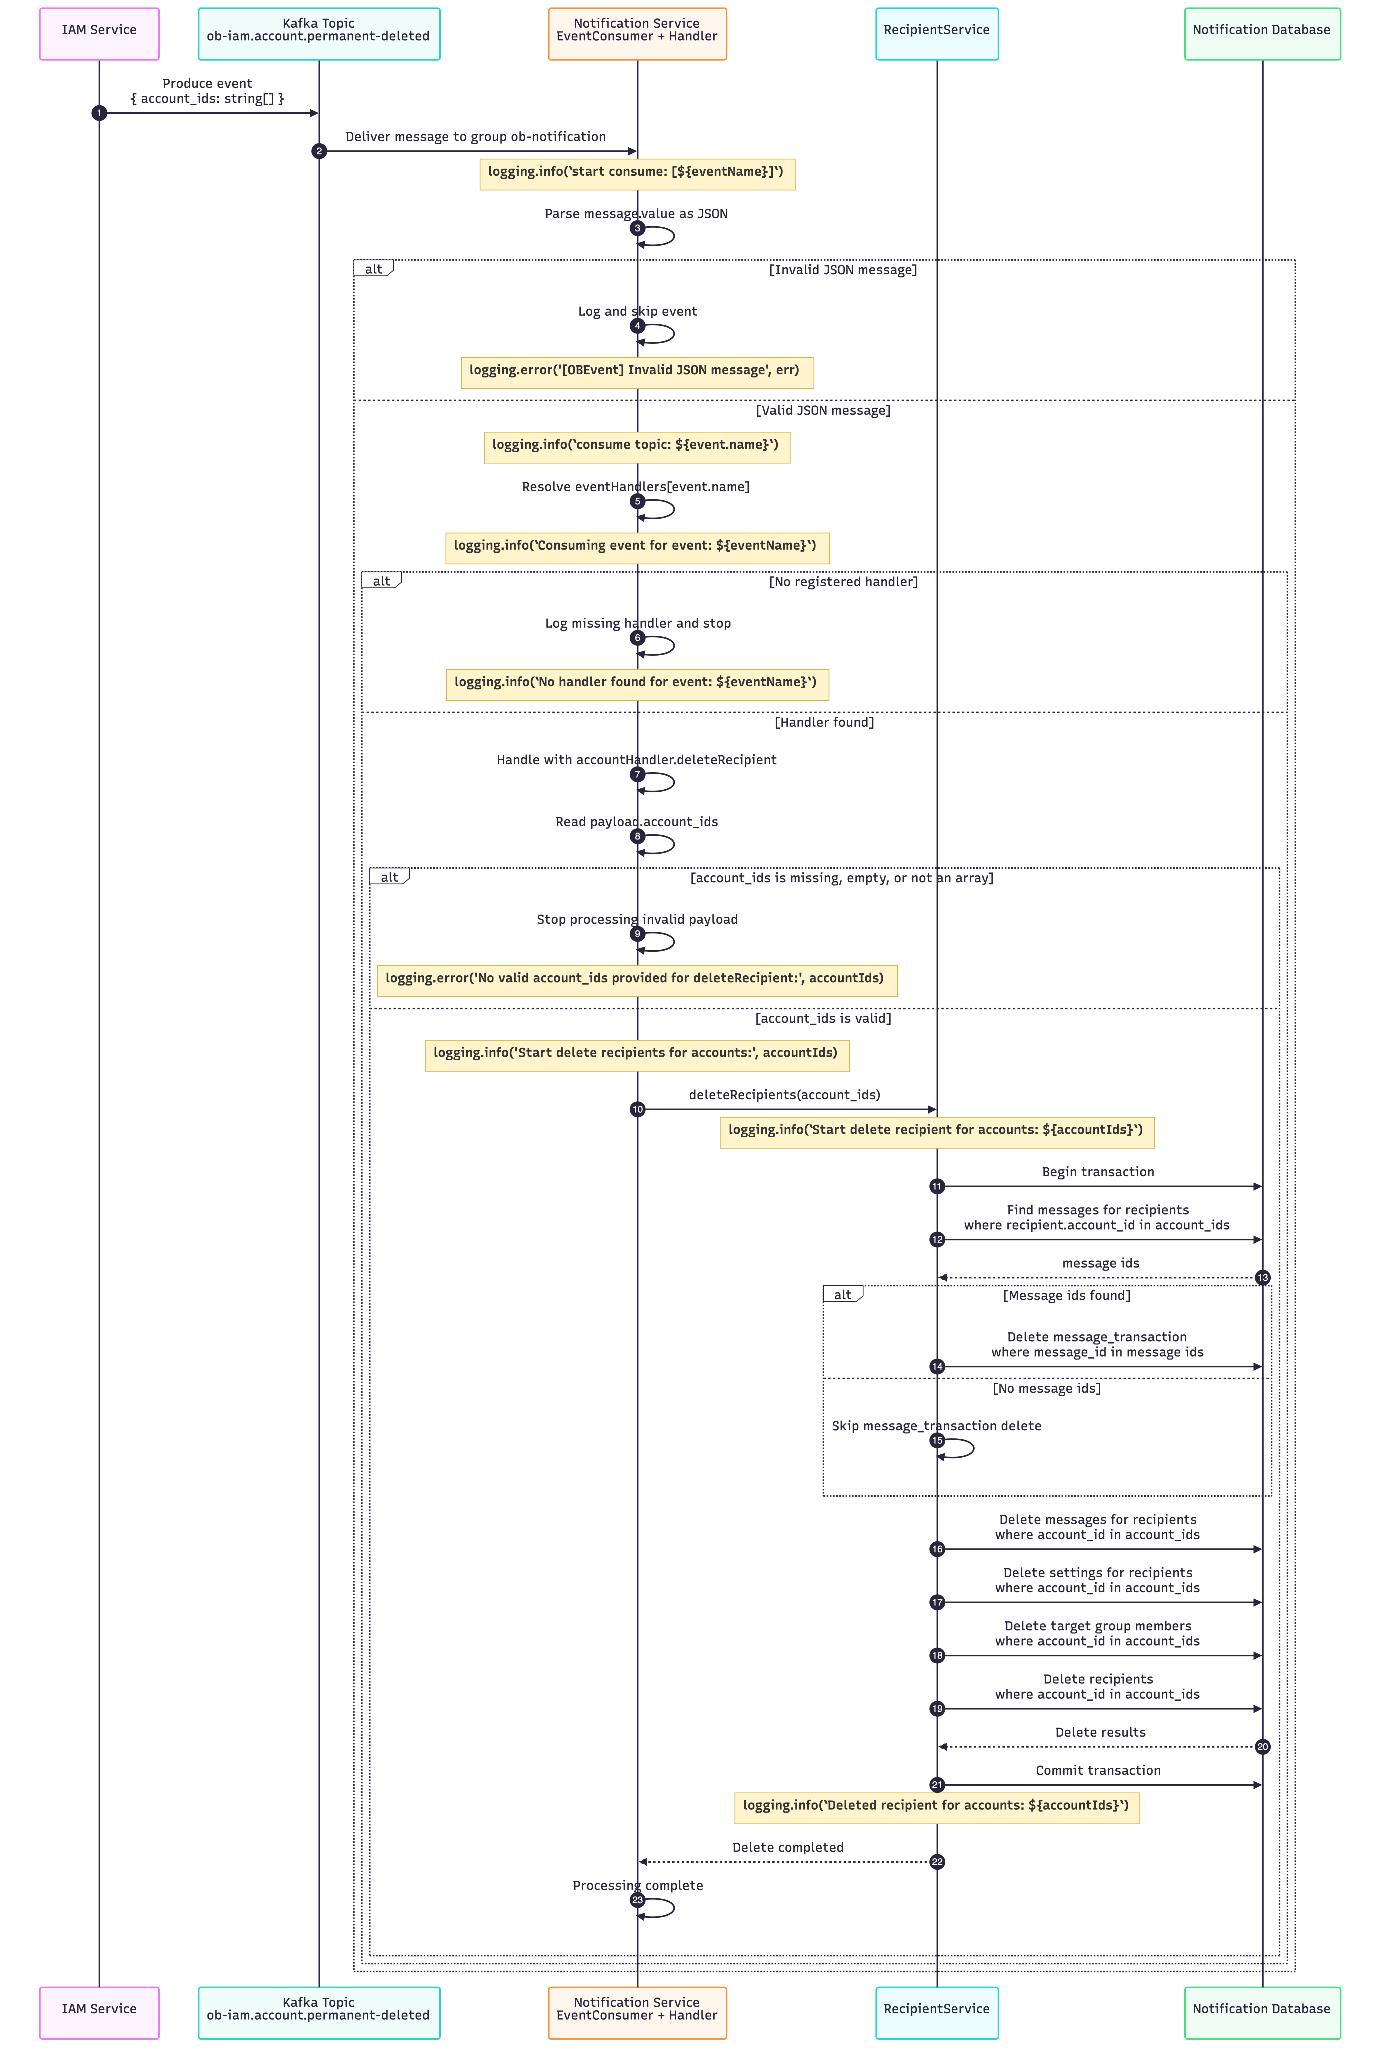 IAM Service
Kafka Topic
ob-iam.account.permanent-deleted
Notification Service
EventConsumer + Handler
RecipientService
Notification Database
Produce event
{ account_ids: string[] }
1
Deliver message to group ob-notification
2
logging.info(`start consume: [${eventName}]`)
Parse message.value as JSON
3
alt
[Invalid JSON message]
Log and skip event
4
logging.error('[OBEvent] Invalid JSON message', err)
[Valid JSON message]
logging.info(`consume topic: ${event.name}`)
Resolve eventHandlers[event.name]
5
logging.info(`Consuming event for event: ${eventName}`)
alt
[No registered handler]
Log missing handler and stop
6
logging.info(`No handler found for event: ${eventName}`)
[Handler found]
Handle with accountHandler.deleteRecipient
7
Read payload.account_ids
8
alt
[account_ids is missing, empty, or not an array]
Stop processing invalid payload
9
logging.error('No valid account_ids provided for deleteRecipient:', accountIds)
[account_ids is valid]
logging.info('Start delete recipients for accounts:', accountIds)
deleteRecipients(account_ids)
10
logging.info(`Start delete recipient for accounts: ${accountIds}`)
Begin transaction
11
Find messages for recipients
where recipient.account_id in account_ids
12
message ids
13
alt
[Message ids found]
Delete message_transaction
where message_id in message ids
14
[No message ids]
Skip message_transaction delete
15
Delete messages for recipients
where account_id in account_ids
16
Delete settings for recipients
where account_id in account_ids
17
Delete target group members
where account_id in account_ids
18
Delete recipients
where account_id in account_ids
19
Delete results
20
Commit transaction
21
logging.info(`Deleted recipient for accounts: ${accountIds}`)
Delete completed
22
Processing complete
23
IAM Service
Kafka Topic
ob-iam.account.permanent-deleted
Notification Service
EventConsumer + Handler
RecipientService
Notification Database